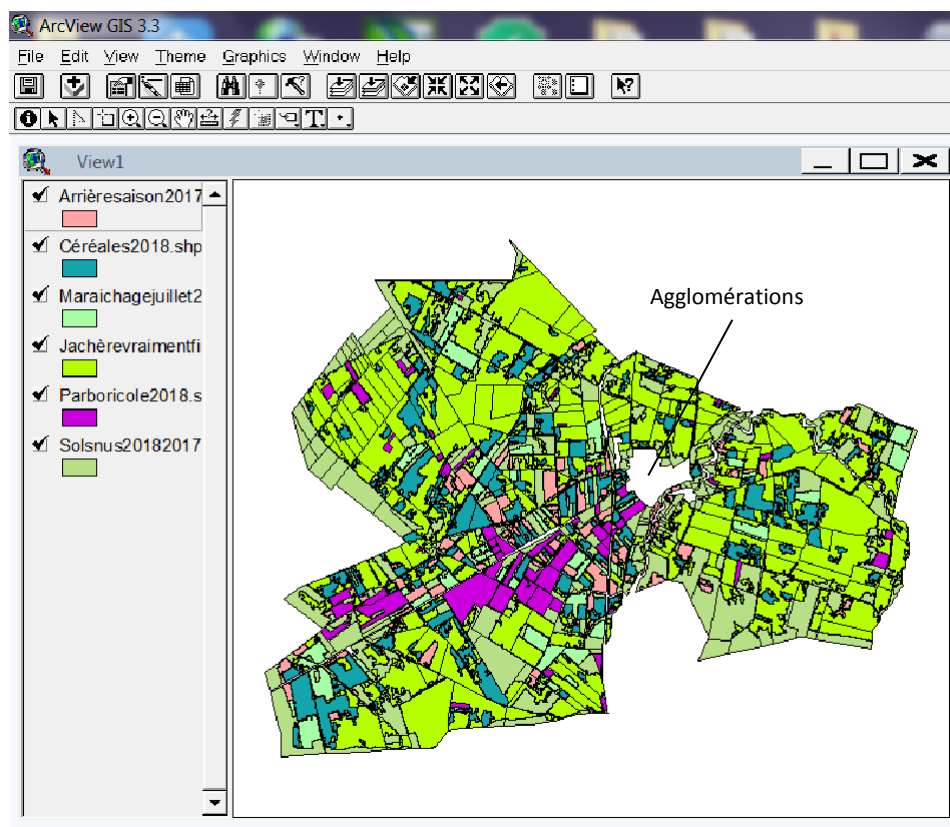 ArcView GIS 3.3
File Edit View Theme Graphics Window Help
View1
Arrièresaison2017
Céréales2018.shp
Maraichagejuillet2
Jachèrevraimentfi
Parboricole2018.s
Solsnus20182017
Agglomérations